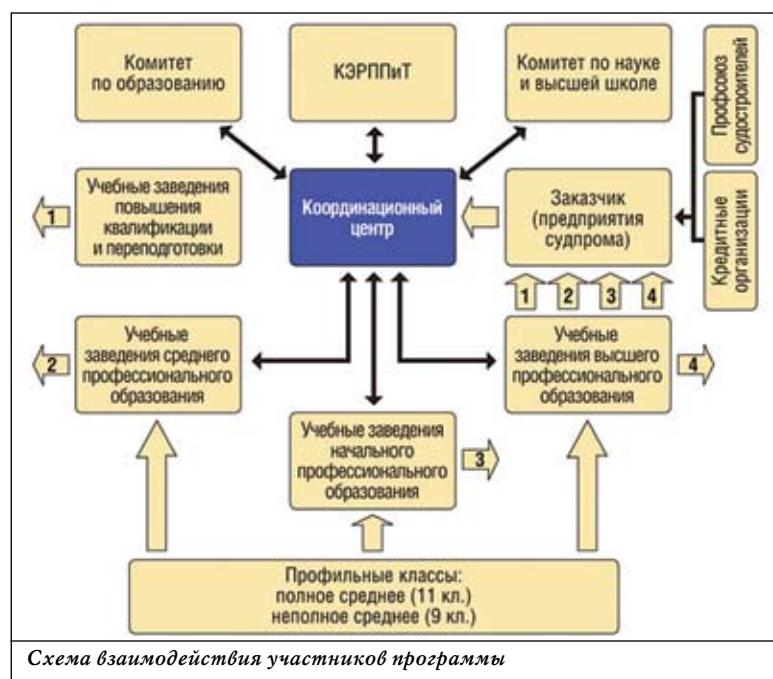 Комитет
по образованию
КЭРППиТ
Комитет по науке
и высшей школе
Профсоюз
судостроителей
Учебные заведения
повышения
квалификации
и переподготовки
1
Координационный
центр
Заказчик
(предприятия
судпрома)
Кредитные
организации
1
2
3
4
Учебные
заведения среднего
профессионального
образования
2
Учебные
заведения высшего
профессионального
образования
4
Учебные заведения
начального
профессионального
образования
3
Профильные классы:
полное среднее (11 кл.)
неполное среднее (9 кл.)
Схема взаимодействия участников программы